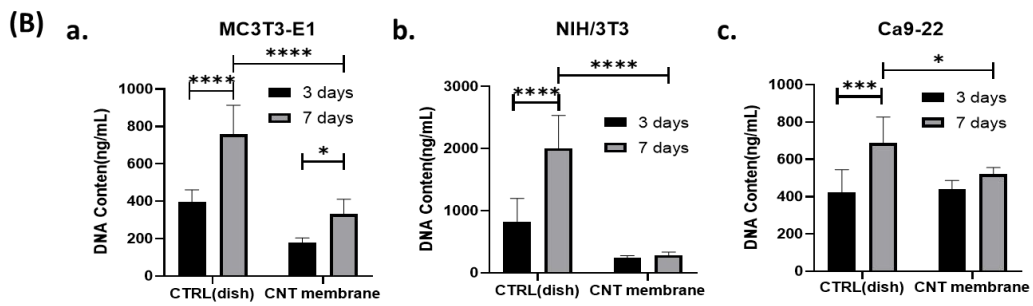 (B)
a.
MC3T3-E1
DNA Conten(ng/mL)
1000
800
600
400
200
0
****
****
*
3 days
7 days
CTRL(dish)
CNT membrane
b.
NIH/3T3
DNA Conten(ng/mL)
3000
2000
1000
0
****
****
3 days
7 days
CTRL(dish)
CNT membrane
c.
Ca9-22
DNA Conten(ng/mL)
1000
800
600
400
200
0
*
***
3 days
7 days
CTRL(dish)
CNT membrane